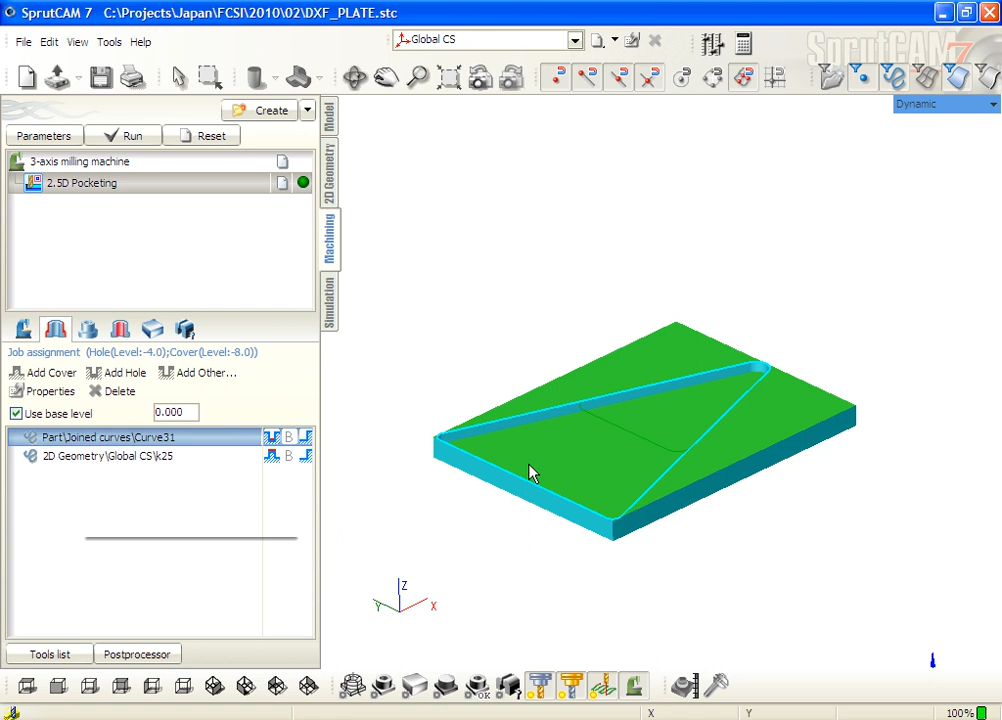 SprutCAM 7 C:\Projects\Japan\FCSI\2010\02\DXF_PLATE.stc
File Edit View Tools Help
Global CS
SprutCAM 7
Dynamic
Create
Parameters Run Reset
3-axis milling machine
2.5D Pocketing
Model
2D Geometry
Machining
Simulation
Job assignment (Hole(Level:-4.0);Cover(Level:-8.0))
Add Cover Add Hole Add Other...
Properties Delete
Use base level 0.000
Part\Joined curves\Curve31 B
2D Geometry\Global CS\k25 B
Z
Y X
Tools list Postprocessor
OK
X Y 100%